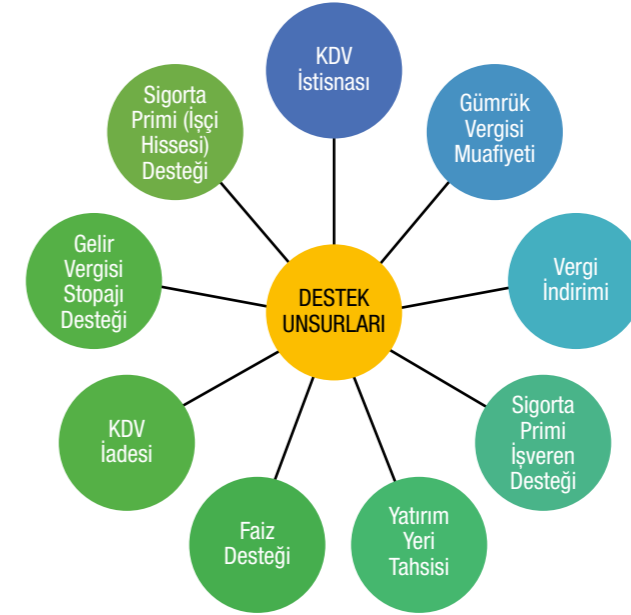 KDV
İstisnası
Gümrük
Vergisi
Muafiyeti
Vergi
İndirimi
Sigorta
Primi
İşveren
Desteği
Yatırım
Yeri
Tahsisi
Faiz
Desteği
KDV
İadesi
Gelir
Vergisi
Stopajı
Desteği
Sigorta
Primi (İşçi
Hissesi)
Desteği
DESTEK
UNSURLARI